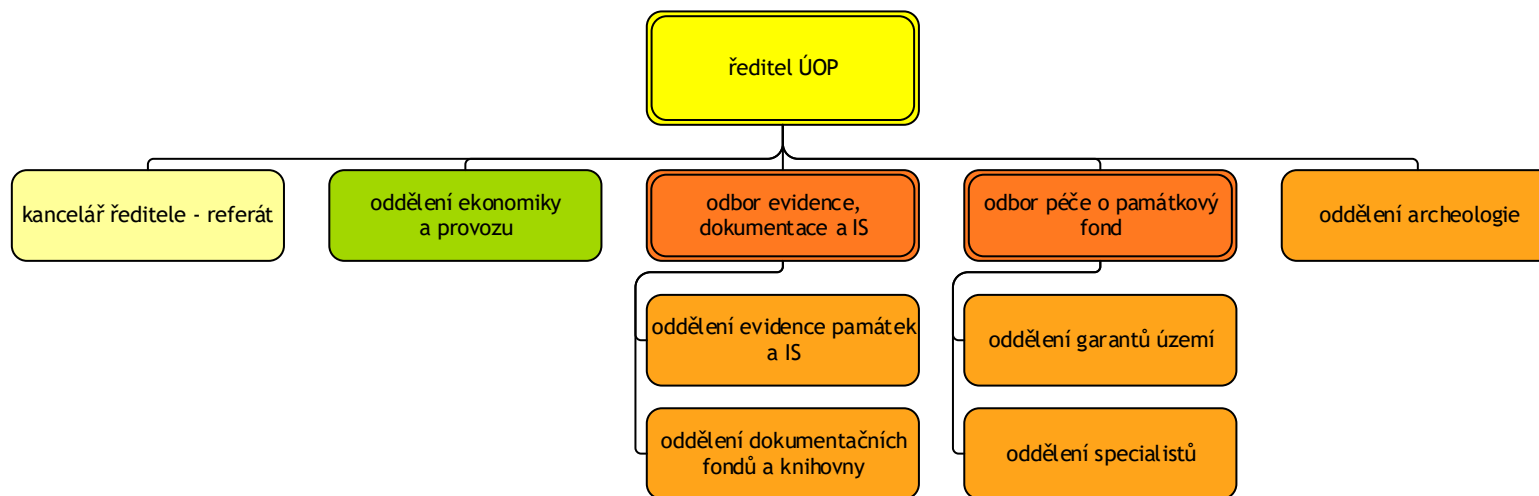 ředitel ÚOP
kancelář ředitele - referát
oddělení ekonomiky
a provozu
odbor evidence,
dokumentace a IS
odbor péče o památkový
fond
oddělení archeologie
oddělení evidence památek
a IS
oddělení garantů území
oddělení dokumentačních
fondů a knihovny
oddělení specialistů